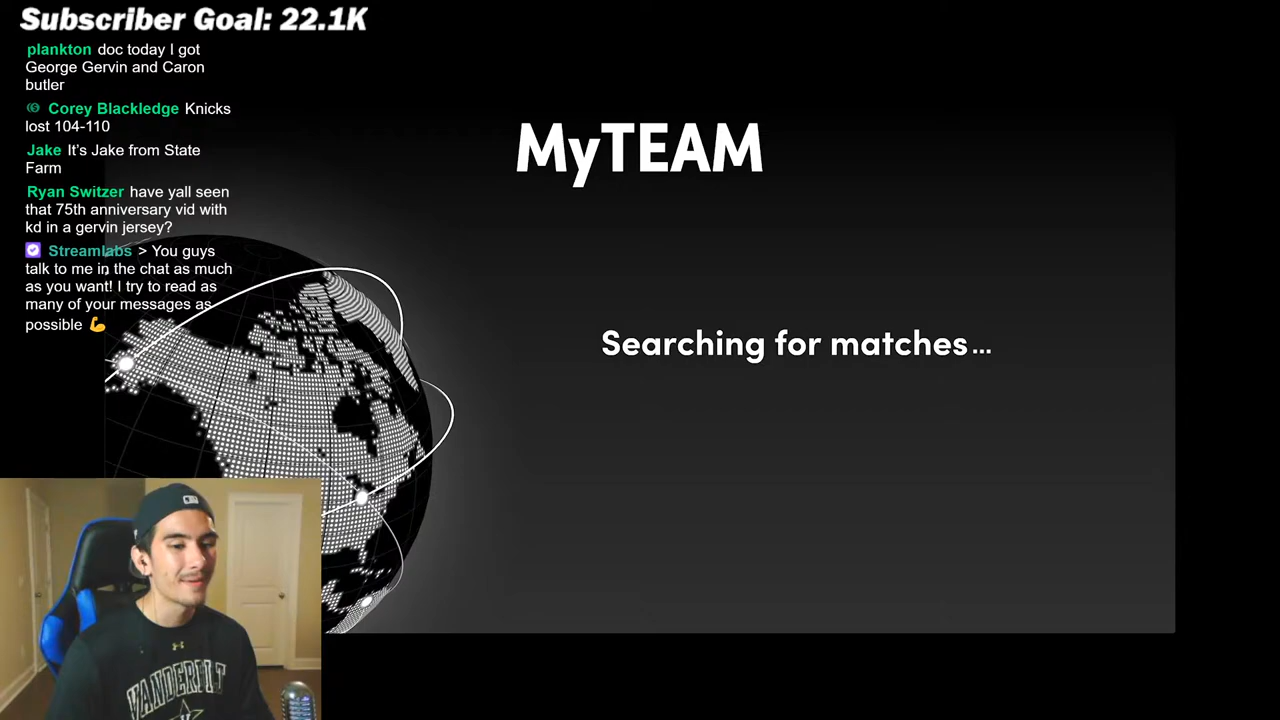 Subscriber Goal: 22.1K
plankton doc today I got
George Gervin and Caron
butler
Corey Blackledge Knicks
lost 104-110
Jake It's Jake from State
Farm
Ryan Switzer have yall seen
that 75th anniversary vid with
kd in a gervin jersey?
Streamlabs > You guys
talk to me in the chat as much
as you want! I try to read as
many of your messages as
possible 💪
MyTEAM
Searching for matches...
VANDERBILT